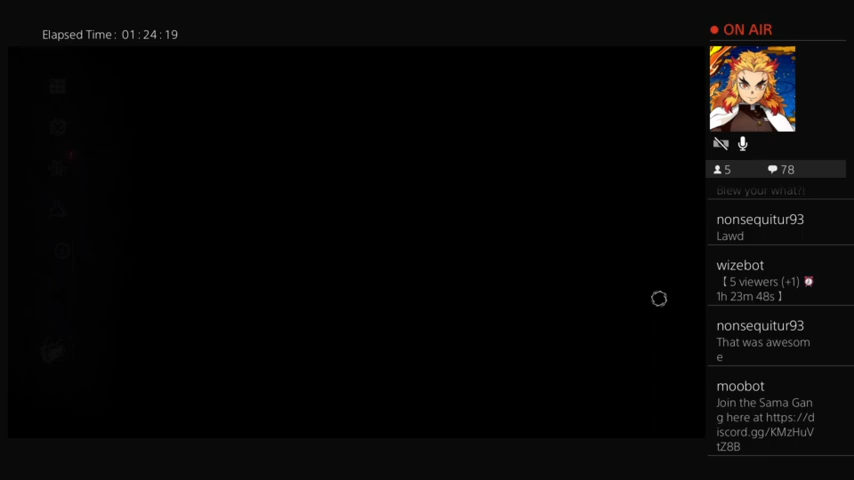 Elapsed Time: 01:24:19
ON AIR
5 78
Blew your what?!
nonsequitur93
Lawd
wizebot
【 5 viewers (+1) ⏰
1h 23m 48s 】
nonsequitur93
That was awesom
e
moobot
Join the Sama Gan
g here at https://d
iscord.gg/KMzHuV
tZ8B